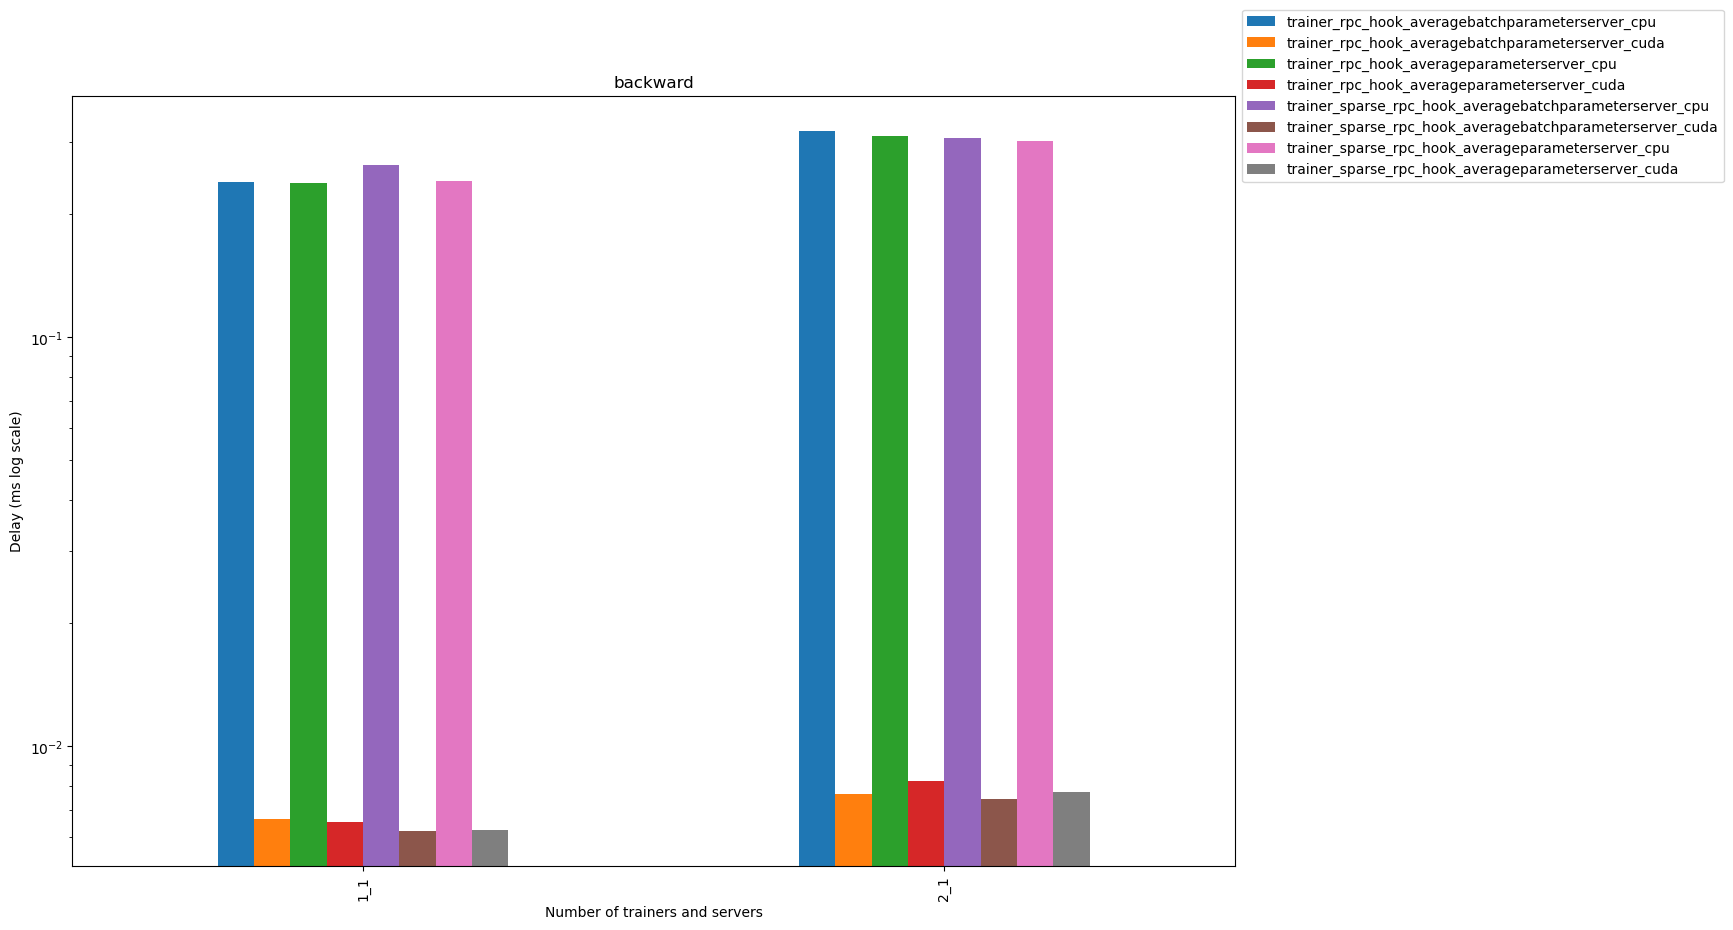 trainer_rpc_hook_averagebatchparameterserver_cpu
trainer_rpc_hook_averagebatchparameterserver_cuda
trainer_rpc_hook_averageparameterserver_cpu
trainer_rpc_hook_averageparameterserver_cuda
trainer_sparse_rpc_hook_averagebatchparameterserver_cpu
trainer_sparse_rpc_hook_averagebatchparameterserver_cuda
trainer_sparse_rpc_hook_averageparameterserver_cpu
trainer_sparse_rpc_hook_averageparameterserver_cuda
backward
Delay (ms log scale)
10⁻¹
10⁻²
1_1
2_1
Number of trainers and servers